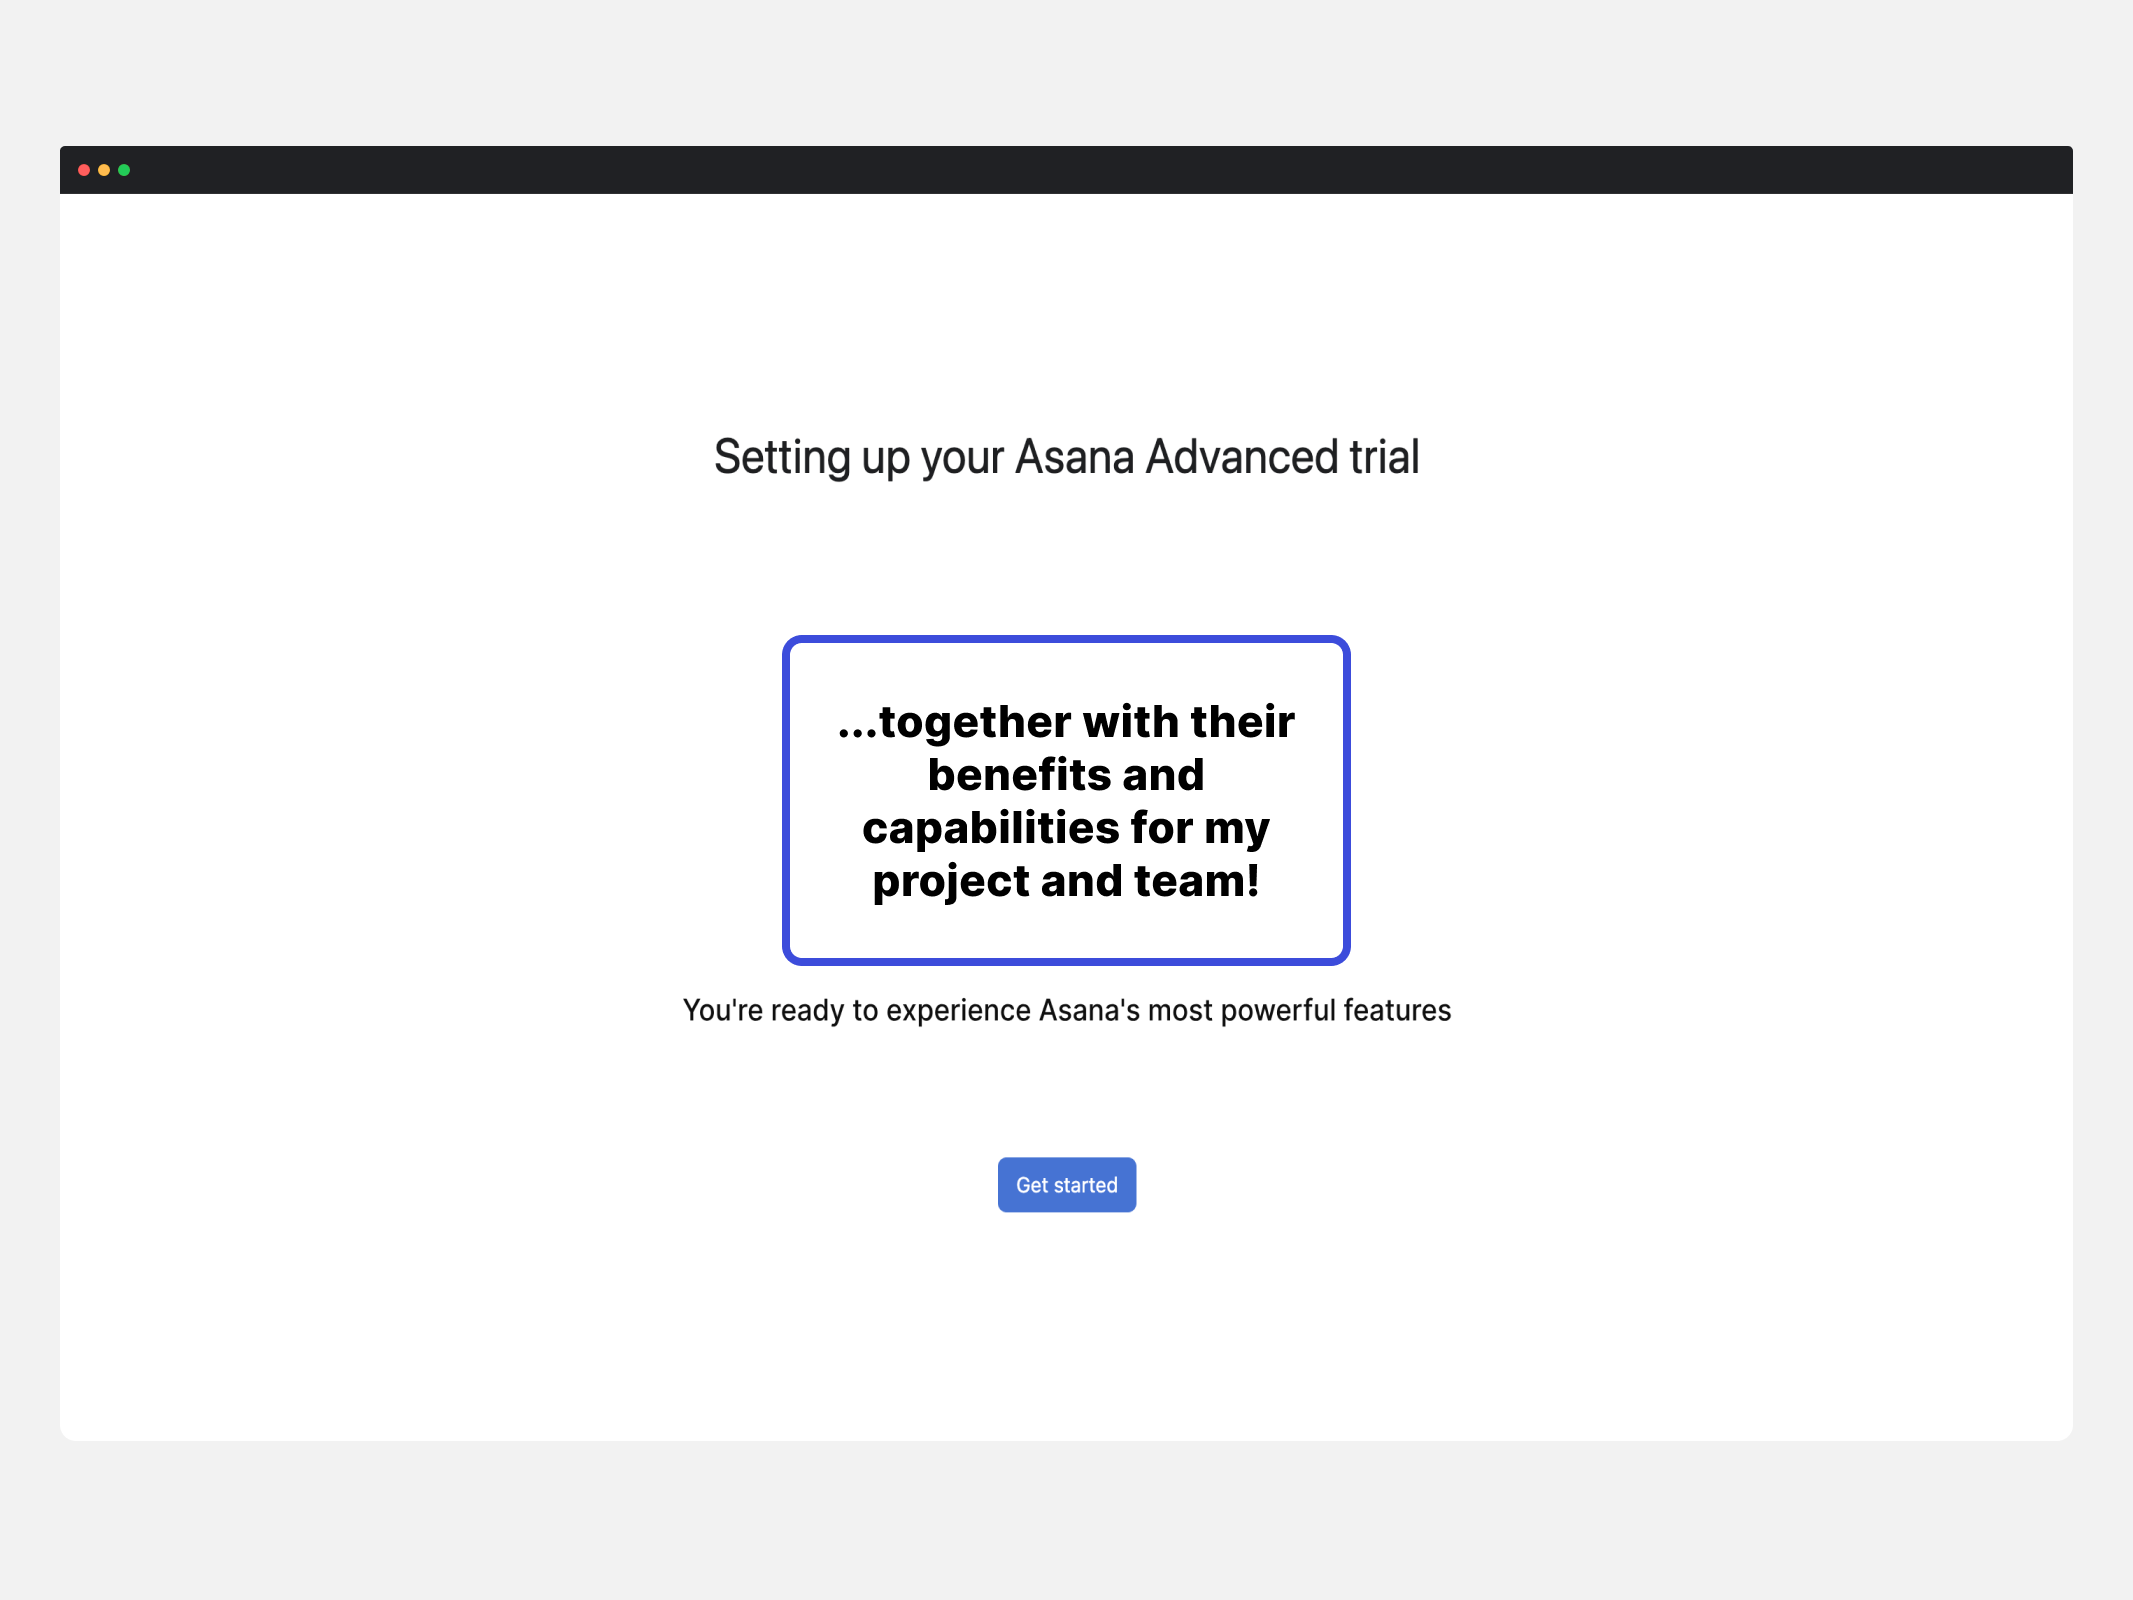 Setting up your Asana Advanced trial
...together with their
benefits and
capabilities for my
project and team!
You're ready to experience Asana's most powerful features
Get started